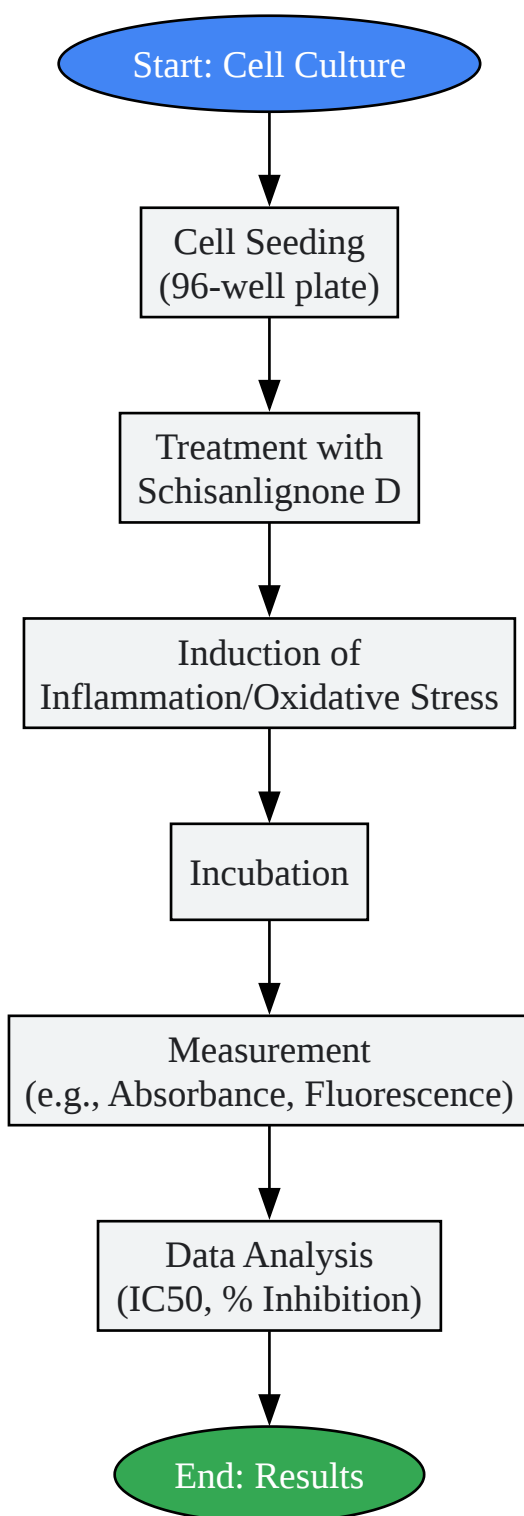 Start: Cell Culture
Cell Seeding
(96-well plate)
Treatment with
Schisanlignone D
Induction of
Inflammation/Oxidative Stress
Incubation
Measurement
(e.g., Absorbance, Fluorescence)
Data Analysis
(IC50, % Inhibition)
End: Results